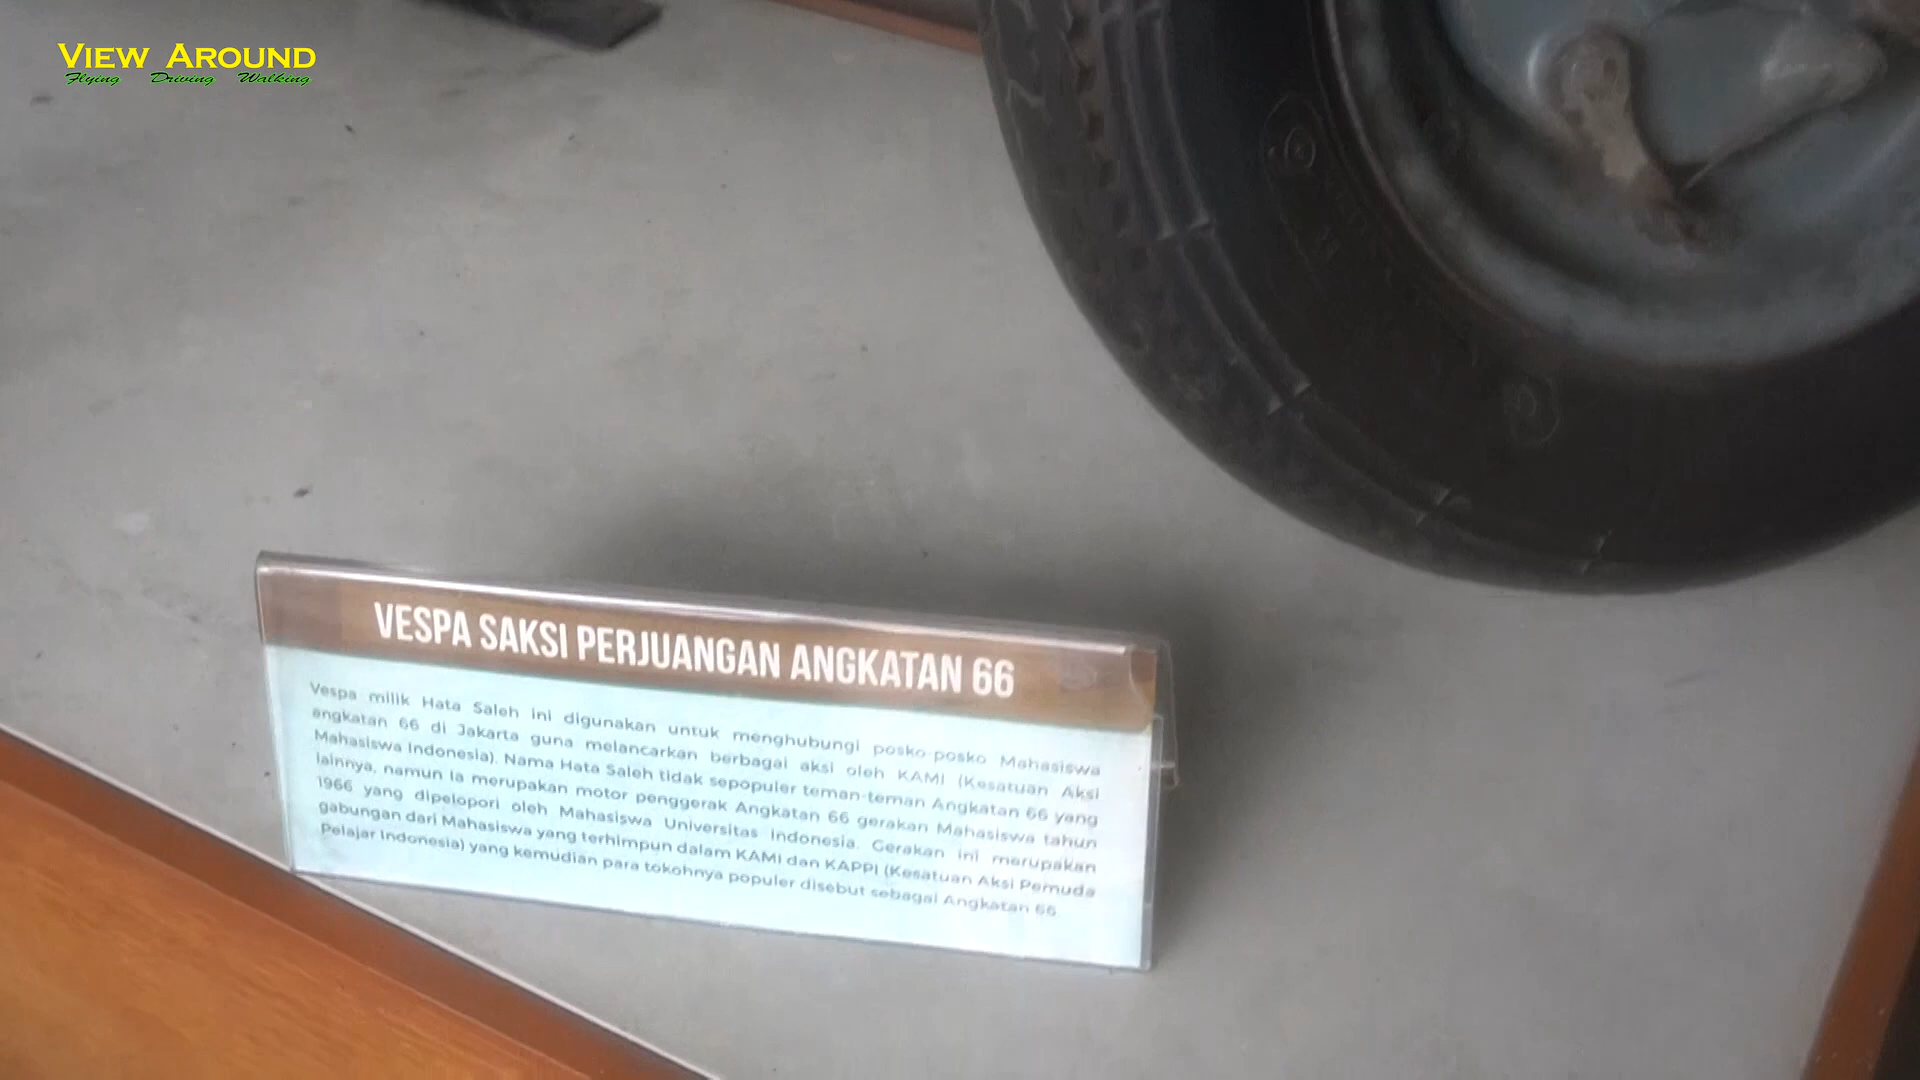 VIEW AROUND
Flying Driving Walking
VESPA SAKSI PERJUANGAN ANGKATAN 66
Vespa milik Hata Saleh ini digunakan untuk menghubungi posko-posko Mahasiswa
angkatan 66 di Jakarta guna melancarkan berbagai aksi oleh KAMI (Kesatuan Aksi
Mahasiswa Indonesia). Nama Hata Saleh tidak sepopuler teman-teman Angkatan 66 yang
lainnya, namun ia merupakan motor penggerak Angkatan 66 gerakan Mahasiswa tahun
1966 yang dipelopori oleh Mahasiswa Universitas Indonesia. Gerakan ini merupakan
gabungan dari Mahasiswa yang terhimpun dalam KAMI dan KAPPI (Kesatuan Aksi Pemuda
Pelajar Indonesia) yang kemudian para tokohnya populer disebut sebagai Angkatan 66.